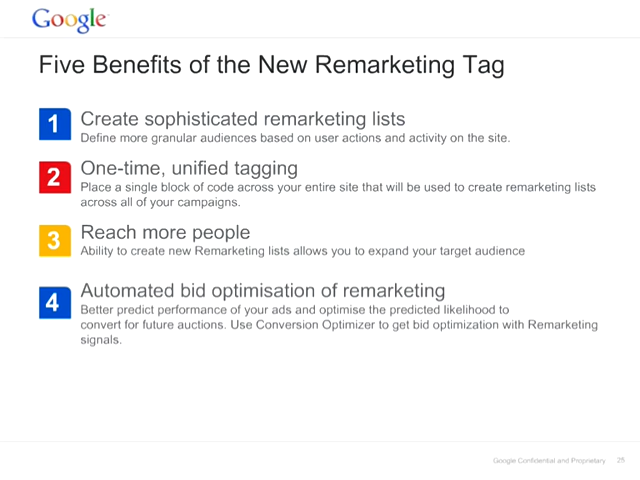 Google
Five Benefits of the New Remarketing Tag
1
Create sophisticated remarketing lists
Define more granular audiences based on user actions and activity on the site.
2
One-time, unified tagging
Place a single block of code across your entire site that will be used to create remarketing lists
across all of your campaigns.
3
Reach more people
Ability to create new Remarketing lists allows you to expand your target audience
4
Automated bid optimisation of remarketing
Better predict performance of your ads and optimise the predicted likelihood to
convert for future auctions. Use Conversion Optimizer to get bid optimization with Remarketing
signals.
Google Confidential and Proprietary 25